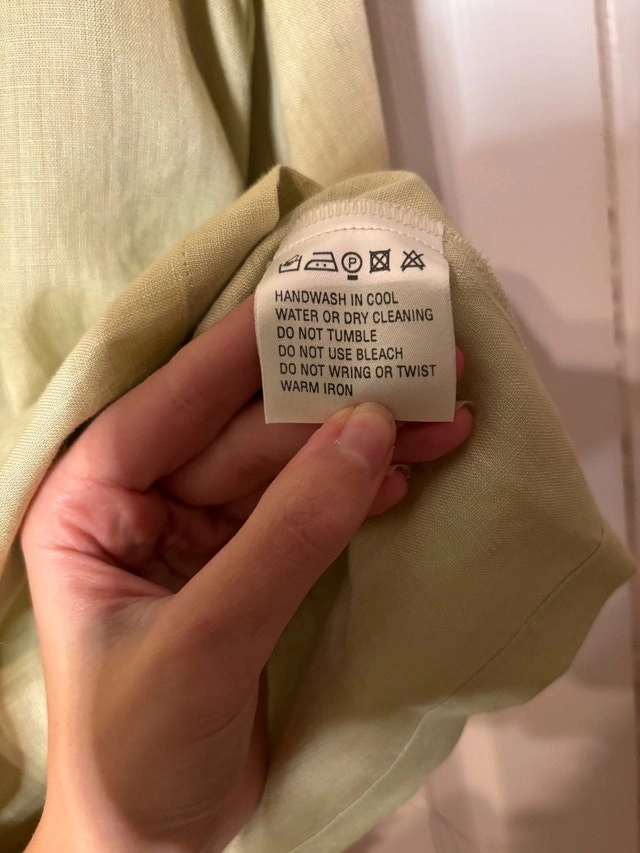 P
HANDWASH IN COOL
WATER OR DRY CLEANING
DO NOT TUMBLE
DO NOT USE BLEACH
DO NOT WRING OR TWIST
WARM IRON